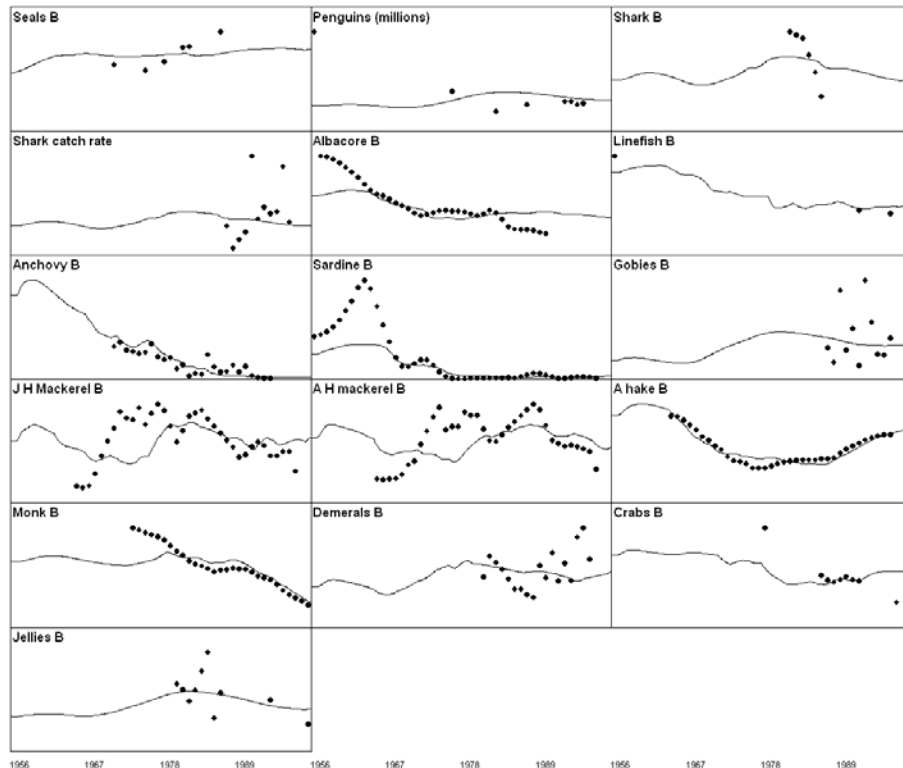 Seals B
Penguins (millions)
Shark B
Shark catch rate
Albacore B
Linefish B
Anchovy B
Sardine B
Gobies B
J H Mackerel B
A H mackerel B
A hake B
Monk B
Demerals B
Crabs B
Jellies B
1956 1967 1978 1989 1956 1967 1978 1989 1956 1967 1978 1989